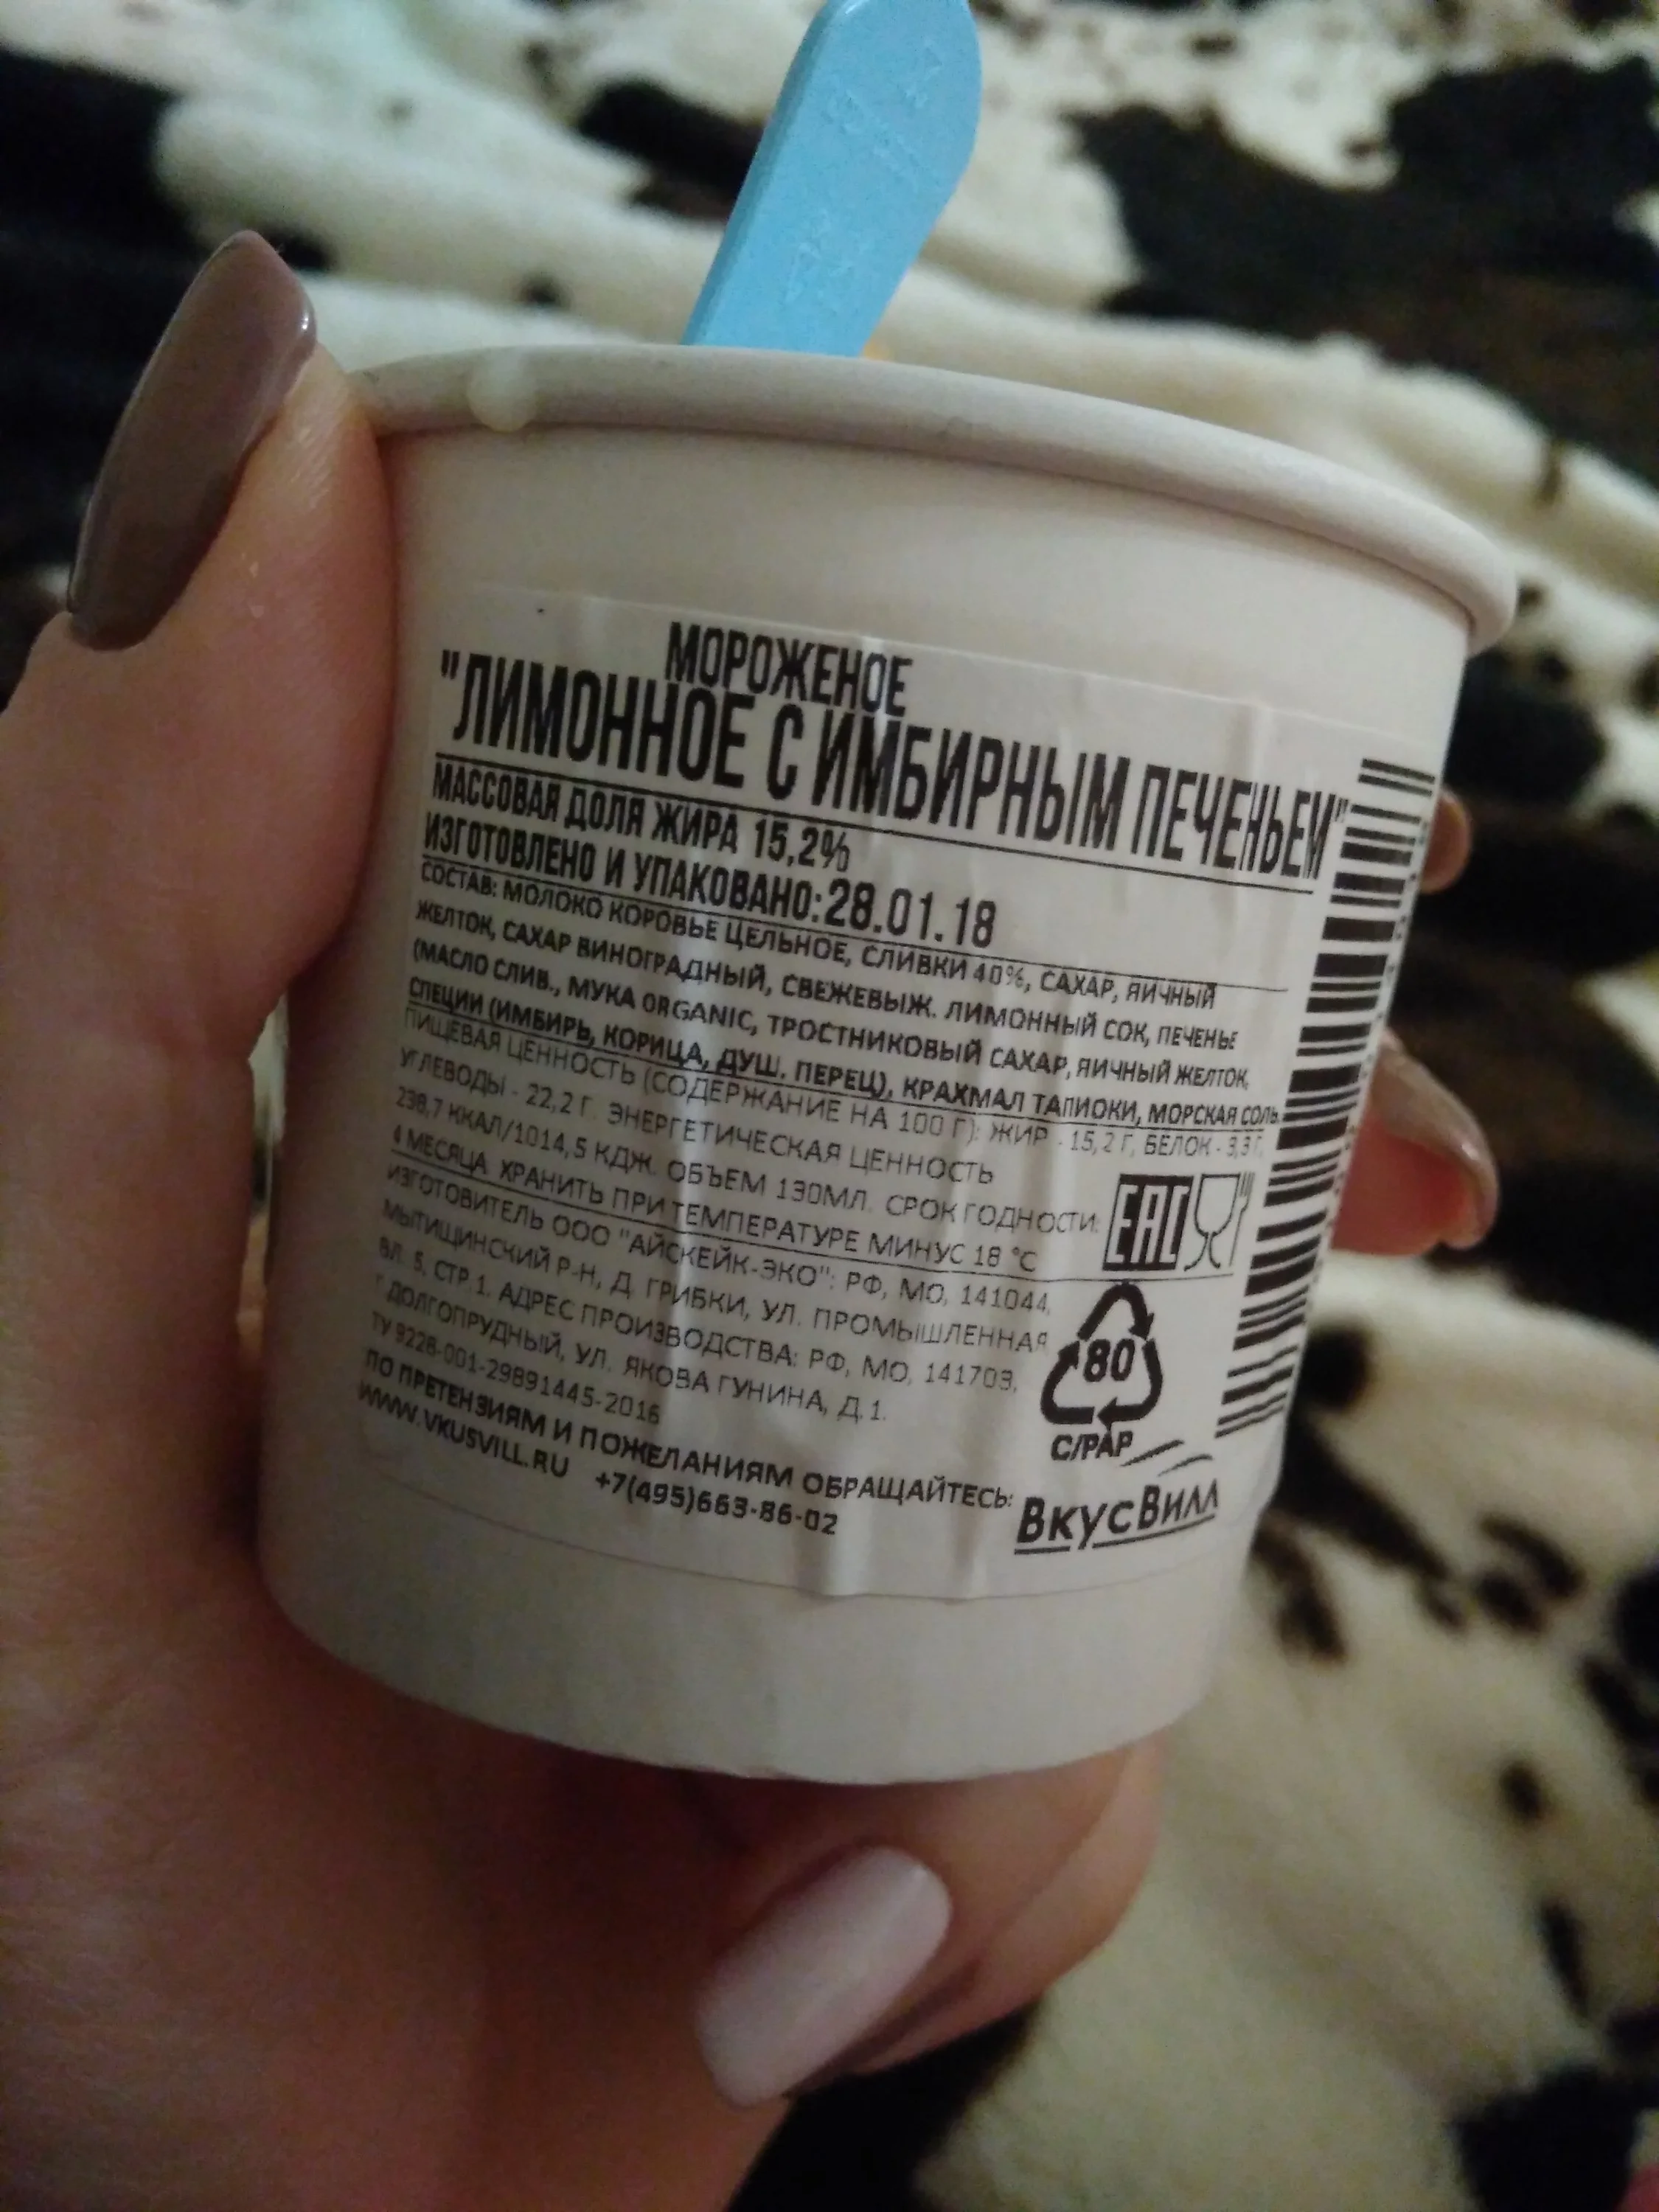 МОРОЖЕНОЕ
"ЛИМОННОЕ С ИМБИРНЫМ ПЕЧЕНЬЕМ"
МАССОВАЯ ДОЛЯ ЖИРА 15,2%
ИЗГОТОВЛЕНО И УПАКОВАНО:28.01.18
СОСТАВ: МОЛОКО КОРОВЬЕ ЦЕЛЬНОЕ, СЛИВКИ 40%, САХАР, ЯИЧНЫЙ
ЖЕЛТОК, САХАР ВИНОГРАДНЫЙ, СВЕЖЕВЫЖ. ЛИМОННЫЙ СОК, ПЕЧЕНЬЕ
(МАСЛО СЛИВ., МУКА ORGANIC, ТРОСТНИКОВЫЙ САХАР, ЯИЧНЫЙ ЖЕЛТОК,
СПЕЦИИ (ИМБИРЬ, КОРИЦА, ДУШ. ПЕРЕЦ), КРАХМАЛ ТАПИОКИ, МОРСКАЯ СОЛЬ
ПИЩЕВАЯ ЦЕННОСТЬ (СОДЕРЖАНИЕ НА 100 Г): ЖИР - 15,2 Г, БЕЛОК - 3,3 Г,
УГЛЕВОДЫ - 22,2 Г. ЭНЕРГЕТИЧЕСКАЯ ЦЕННОСТЬ
238,7 ККАЛ/1014,5 КДЖ. ОБЪЕМ 130МЛ. СРОК ГОДНОСТИ:
4 МЕСЯЦА. ХРАНИТЬ ПРИ ТЕМПЕРАТУРЕ МИНУС 18 °С
ИЗГОТОВИТЕЛЬ ООО "АЙСКЕЙК-ЭКО": РФ, МО, 141044,
МЫТИЩИНСКИЙ Р-Н, Д. ГРИБКИ, УЛ. ПРОМЫШЛЕННАЯ
ВЛ. 5, СТР.1. АДРЕС ПРОИЗВОДСТВА: РФ, МО, 141703,
Г. ДОЛГОПРУДНЫЙ, УЛ. ЯКОВА ГУНИНА, Д.1.
ТУ 9228-001-29891445-2016
ПО ПРЕТЕНЗИЯМ И ПОЖЕЛАНИЯМ ОБРАЩАЙТЕСЬ:
WWW.VKUSVILL.RU +7(495)663-86-02
EAC
80
C/PAP
ВкусВилл